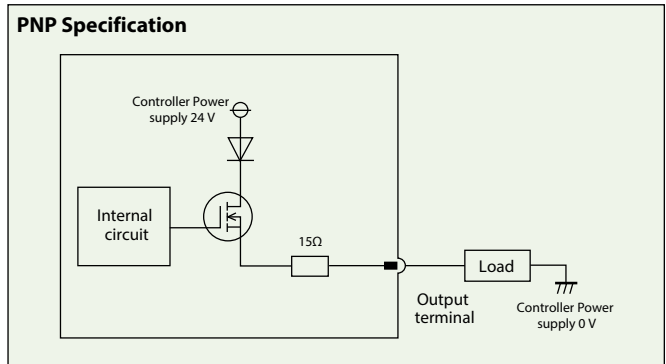 PNP Specification
Controller Power
supply 24 V
Internal
circuit
15Ω
Load
Output
terminal
Controller Power
supply 0 V